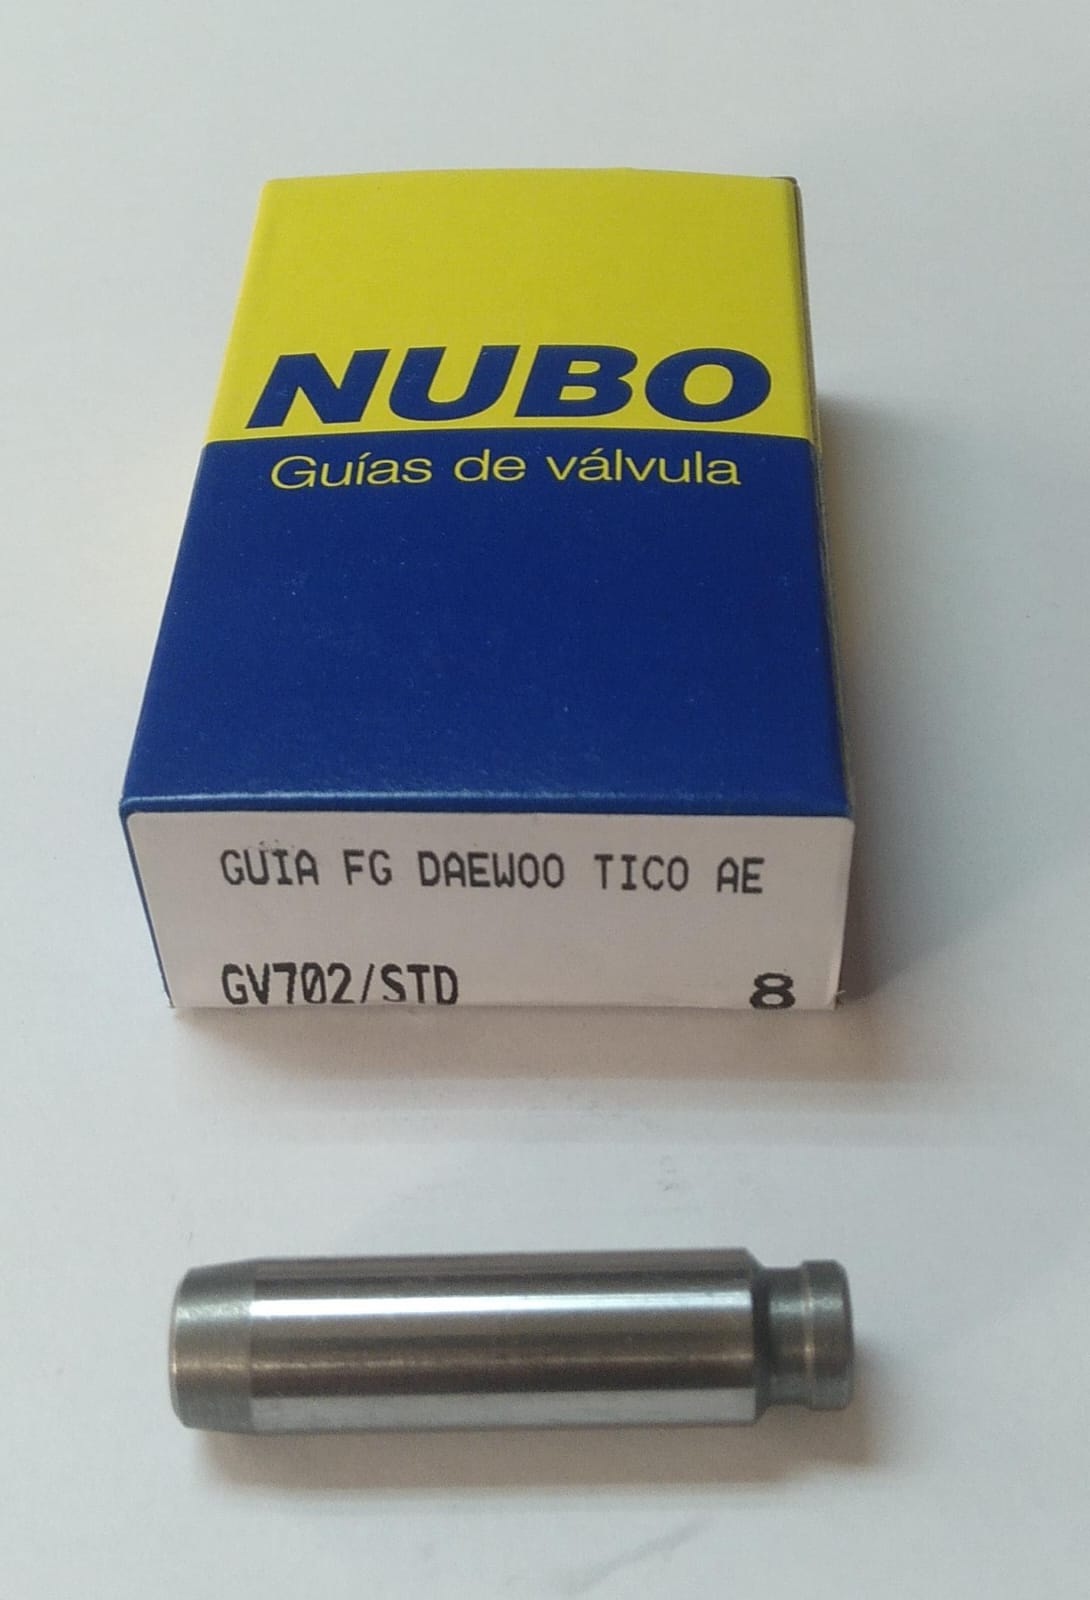 NUBO
Guías de válvula
GUIA FG DAEWOO TICO AE
GV702/STD 8